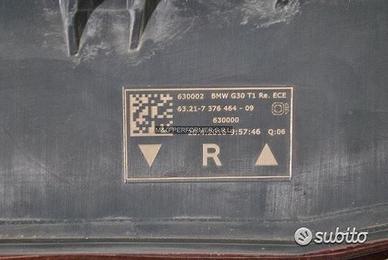 630002 BMW G30 T1 Re. ECE
63.21-7 376 464 - 09
630000
:57:46 Q:06
R
subito